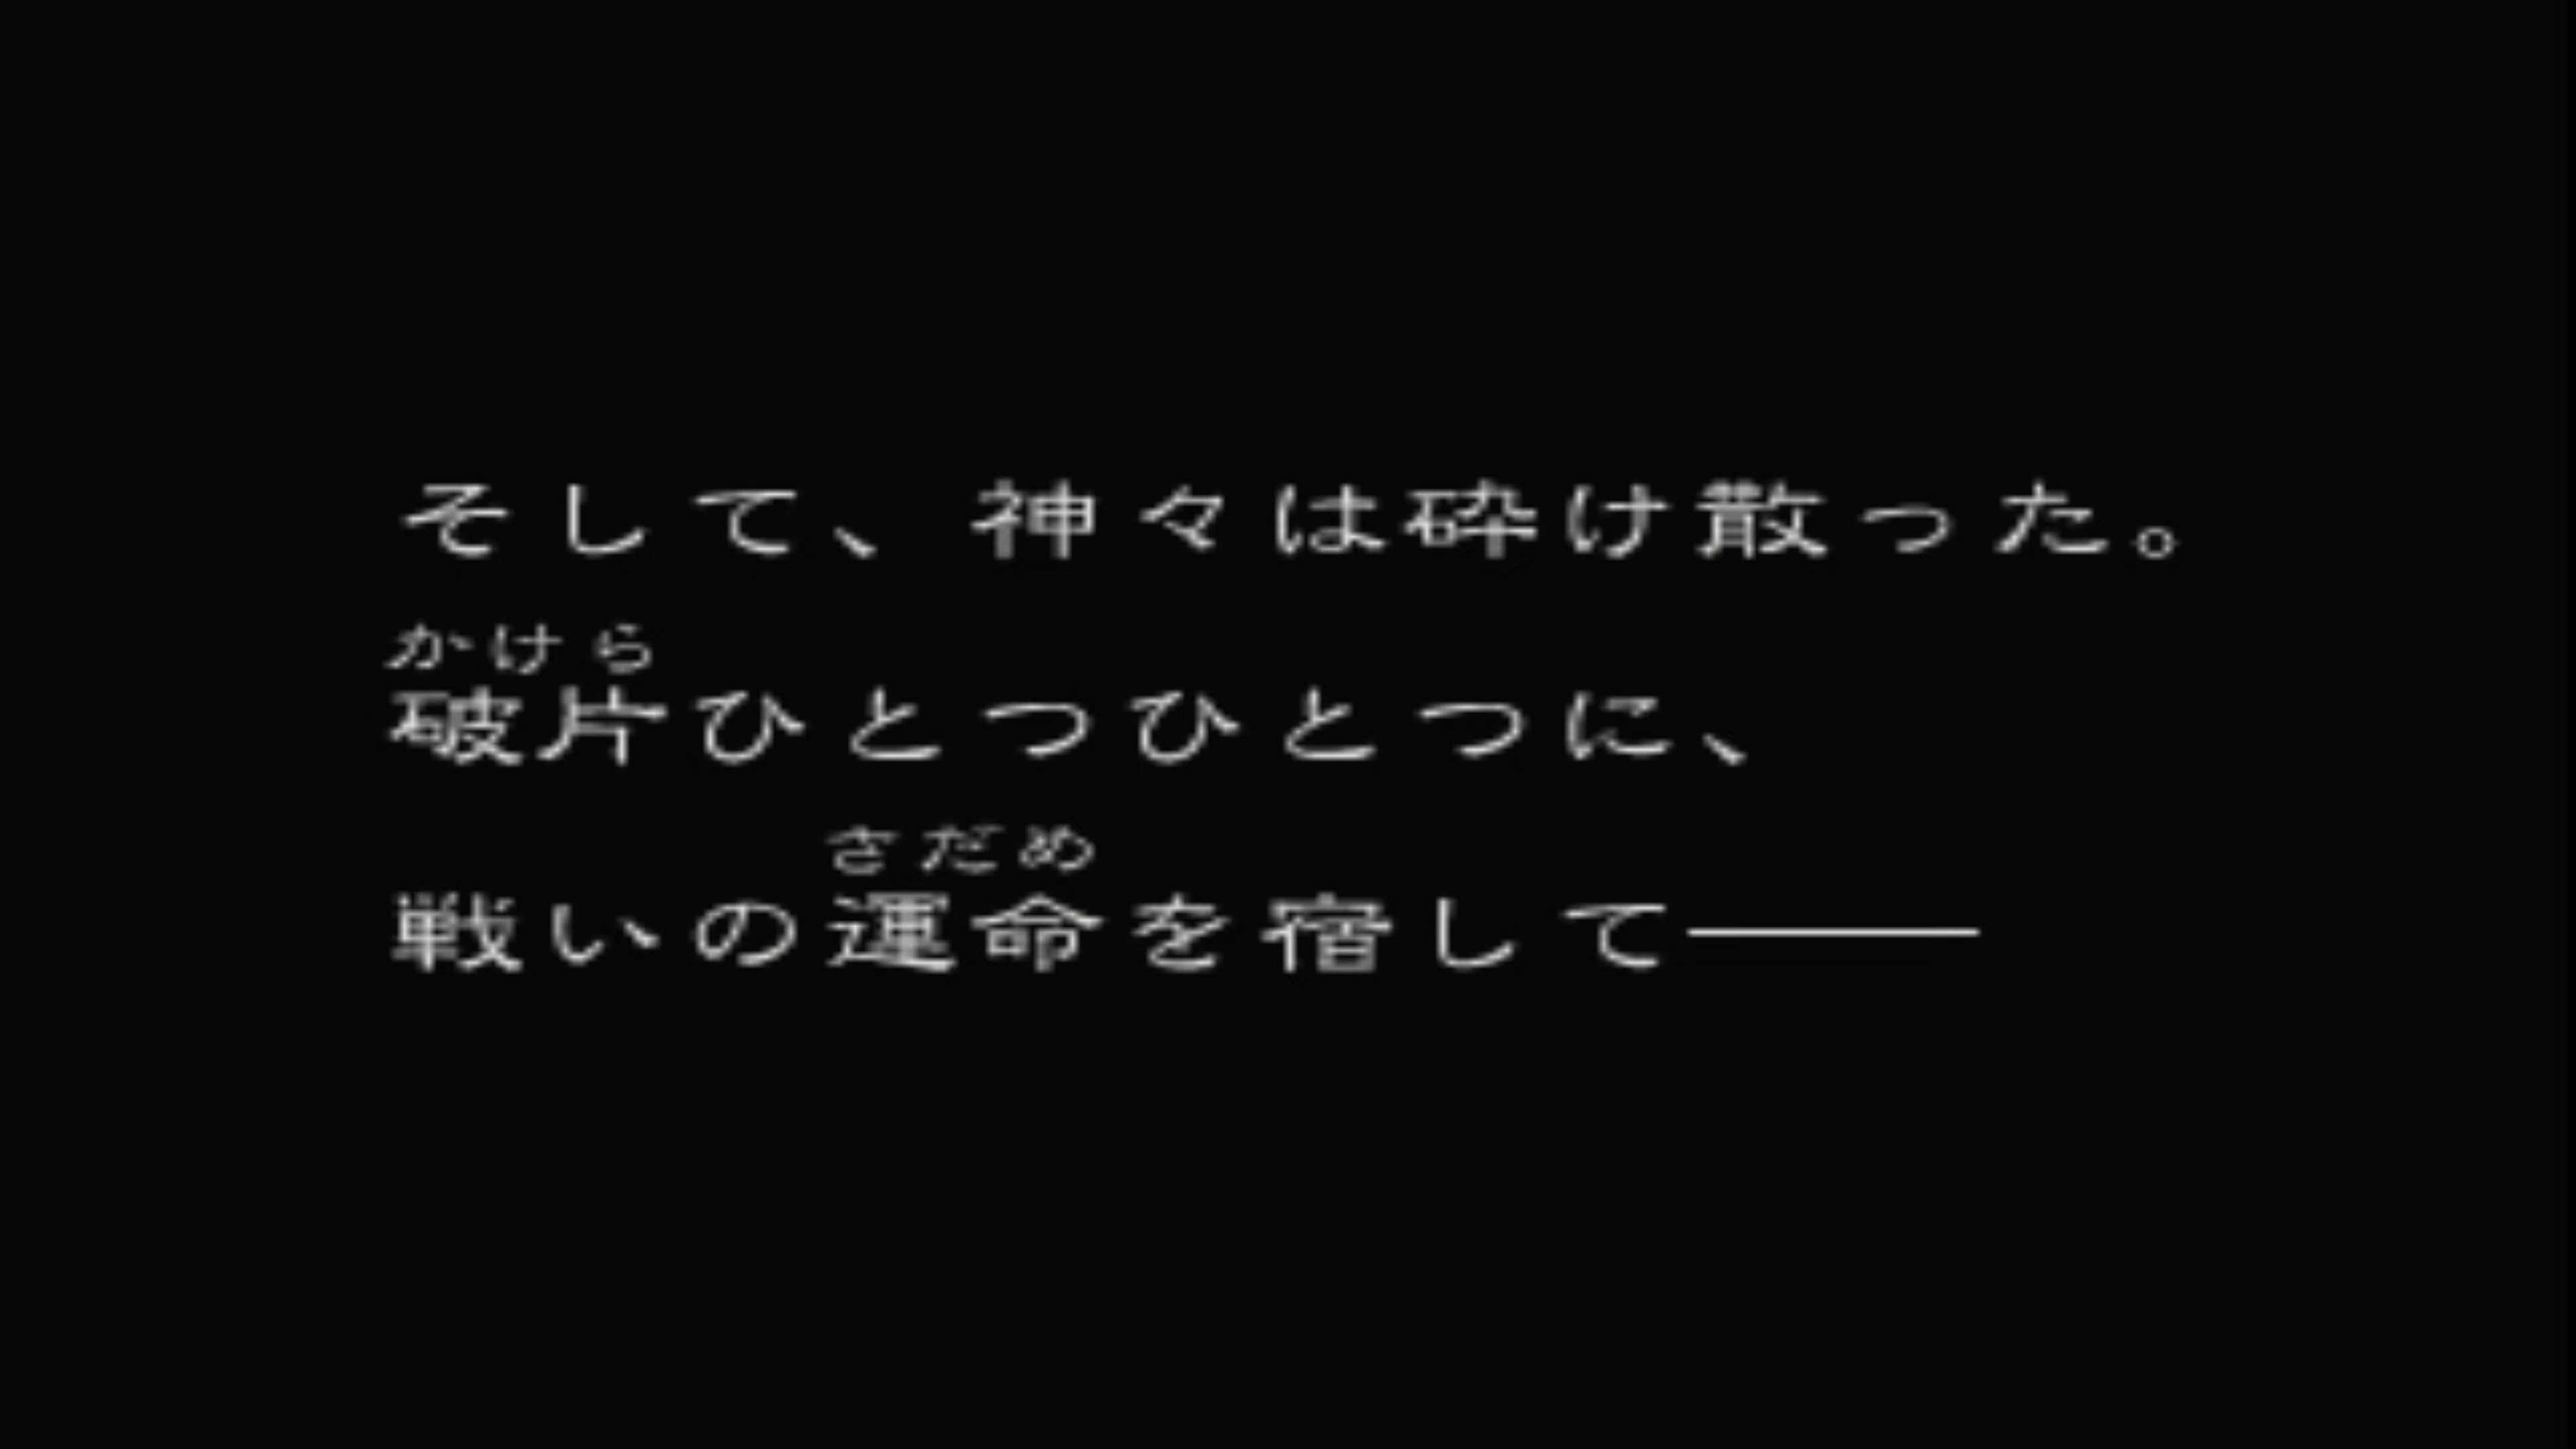 そして、神々は砕け散った。
かけら
破片ひとつひとつに、
さだめ
戦いの運命を宿して――